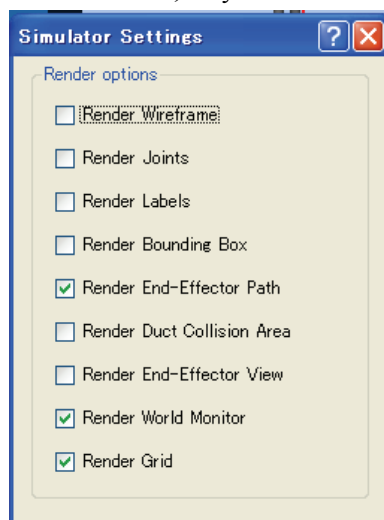 Simulator Settings
Render options
Render Wireframe
Render Joints
Render Labels
Render Bounding Box
Render End-Effector Path
Render Duct Collision Area
Render End-Effector View
Render World Monitor
Render Grid